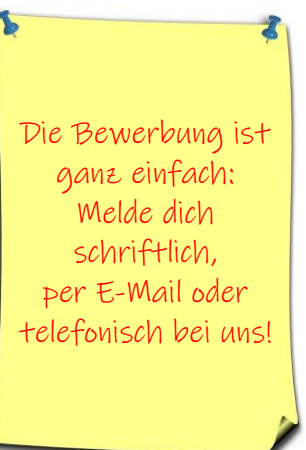 Die Bewerbung ist
ganz einfach:
Melde dich
schriftlich,
per E-Mail oder
telefonisch bei uns!